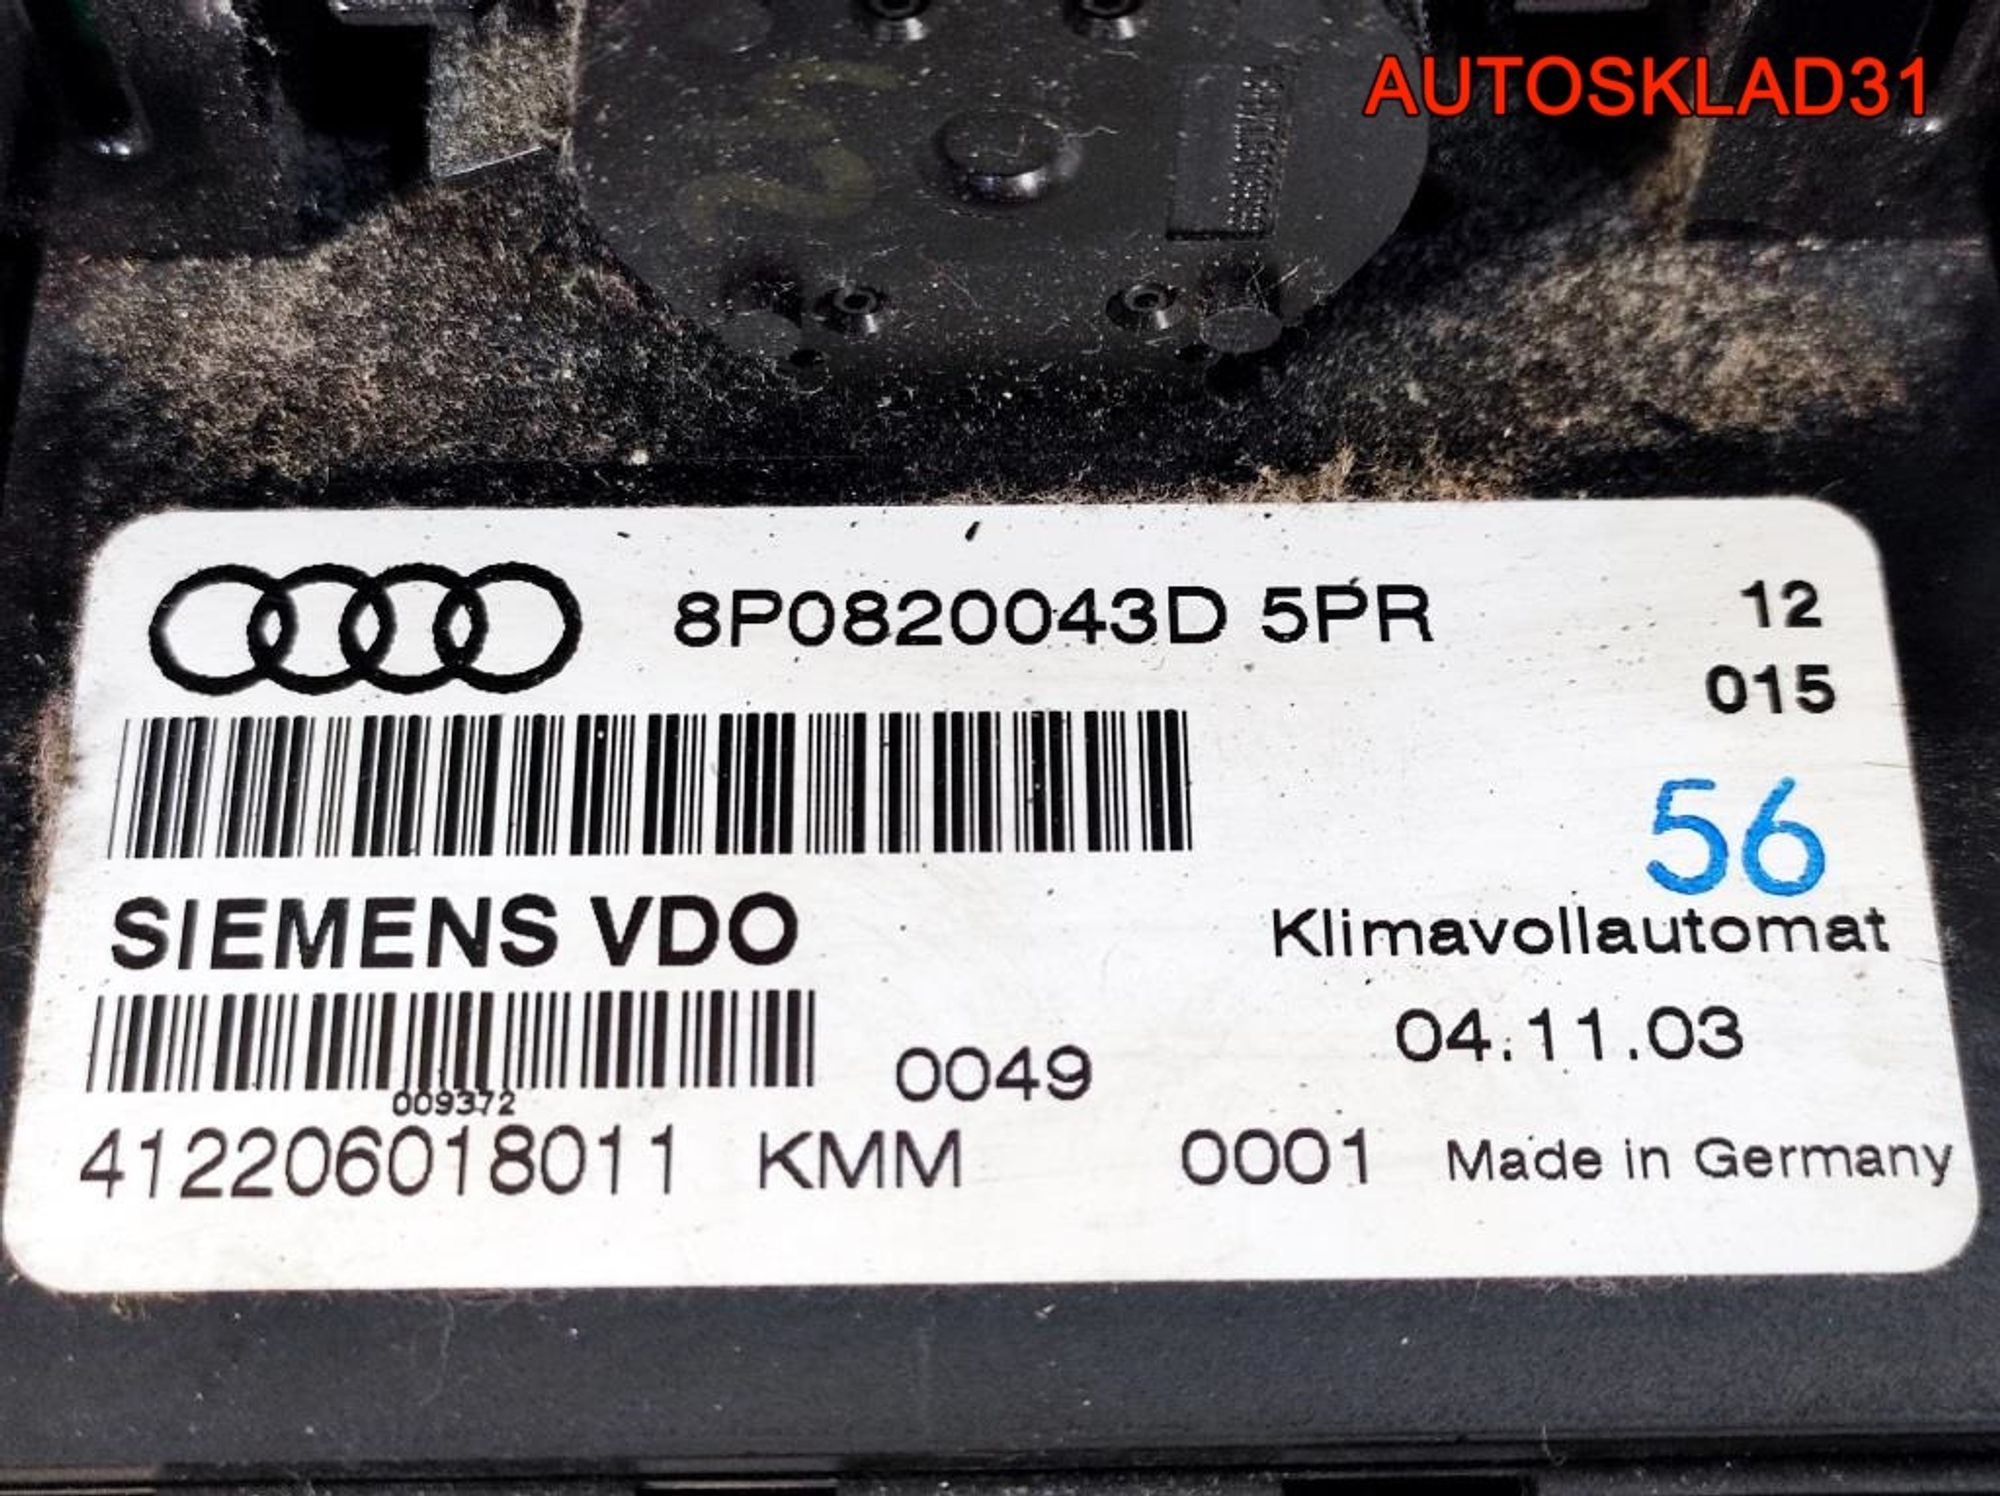 AUTOSKLAD31
8P0820043D 5PR
12
015
56
SIEMENS VDO
Klimavollautomat
04.11.03
009372
0049
412206018011 KMM 0001 Made in Germany